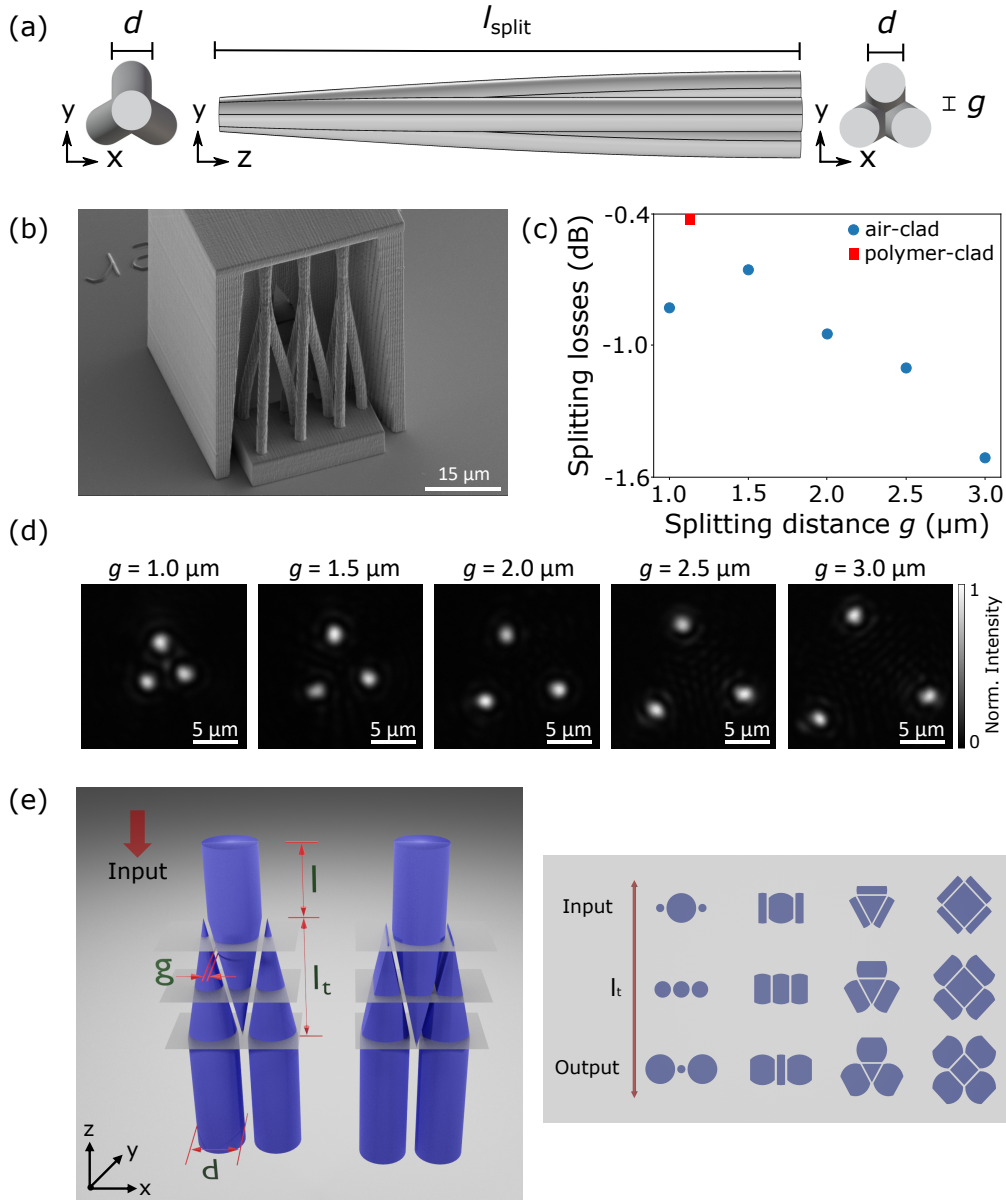 (a)
d
l_split
d
y
x
y
z
y
x
g
(b)
15 μm
(c)
Splitting losses (dB)
-0.4
-1.0
-1.6
air-clad
polymer-clad
1.0 1.5 2.0 2.5 3.0
Splitting distance g (μm)
(d)
g = 1.0 μm g = 1.5 μm g = 2.0 μm g = 2.5 μm g = 3.0 μm
5 μm 5 μm 5 μm 5 μm 5 μm
1
Norm. Intensity
0
(e)
Input
l
g
l_t
d
z
y
x
Input
l_t
Output